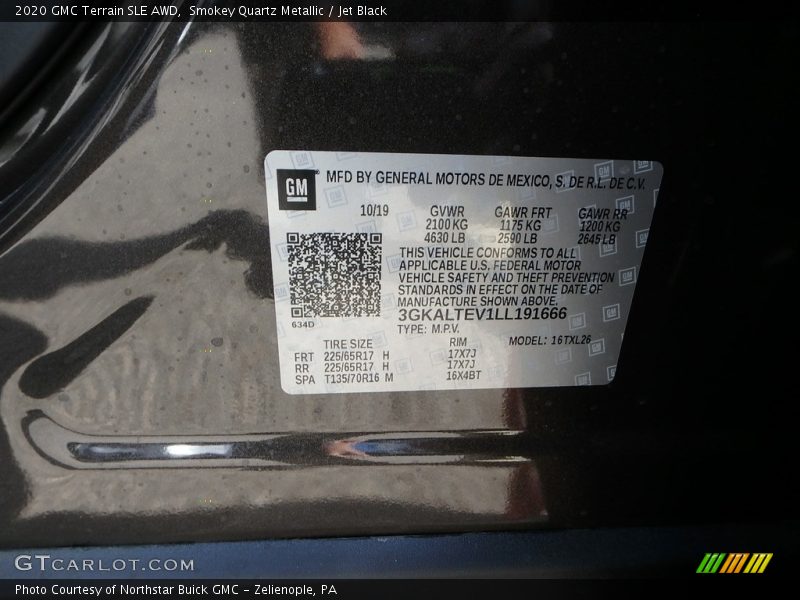 2020 GMC Terrain SLE AWD, Smokey Quartz Metallic / Jet Black
GM MFD BY GENERAL MOTORS DE MEXICO, S. DE R.L. DE C.V.
10/19 GVWR GAWR FRT GAWR RR
2100 KG 1175 KG 1200 KG
4630 LB 2590 LB 2645 LB
THIS VEHICLE CONFORMS TO ALL
APPLICABLE U.S. FEDERAL MOTOR
VEHICLE SAFETY AND THEFT PREVENTION
STANDARDS IN EFFECT ON THE DATE OF
MANUFACTURE SHOWN ABOVE.
3GKALTEV1LL191666
634D
TYPE: M.P.V.
TIRE SIZE RIM MODEL: 16TXL26
FRT 225/65R17 H 17X7J
RR 225/65R17 H 17X7J
SPA T135/70R16 M 16X4BT
GTCARLOT.COM
Photo Courtesy of Northstar Buick GMC - Zelienople, PA